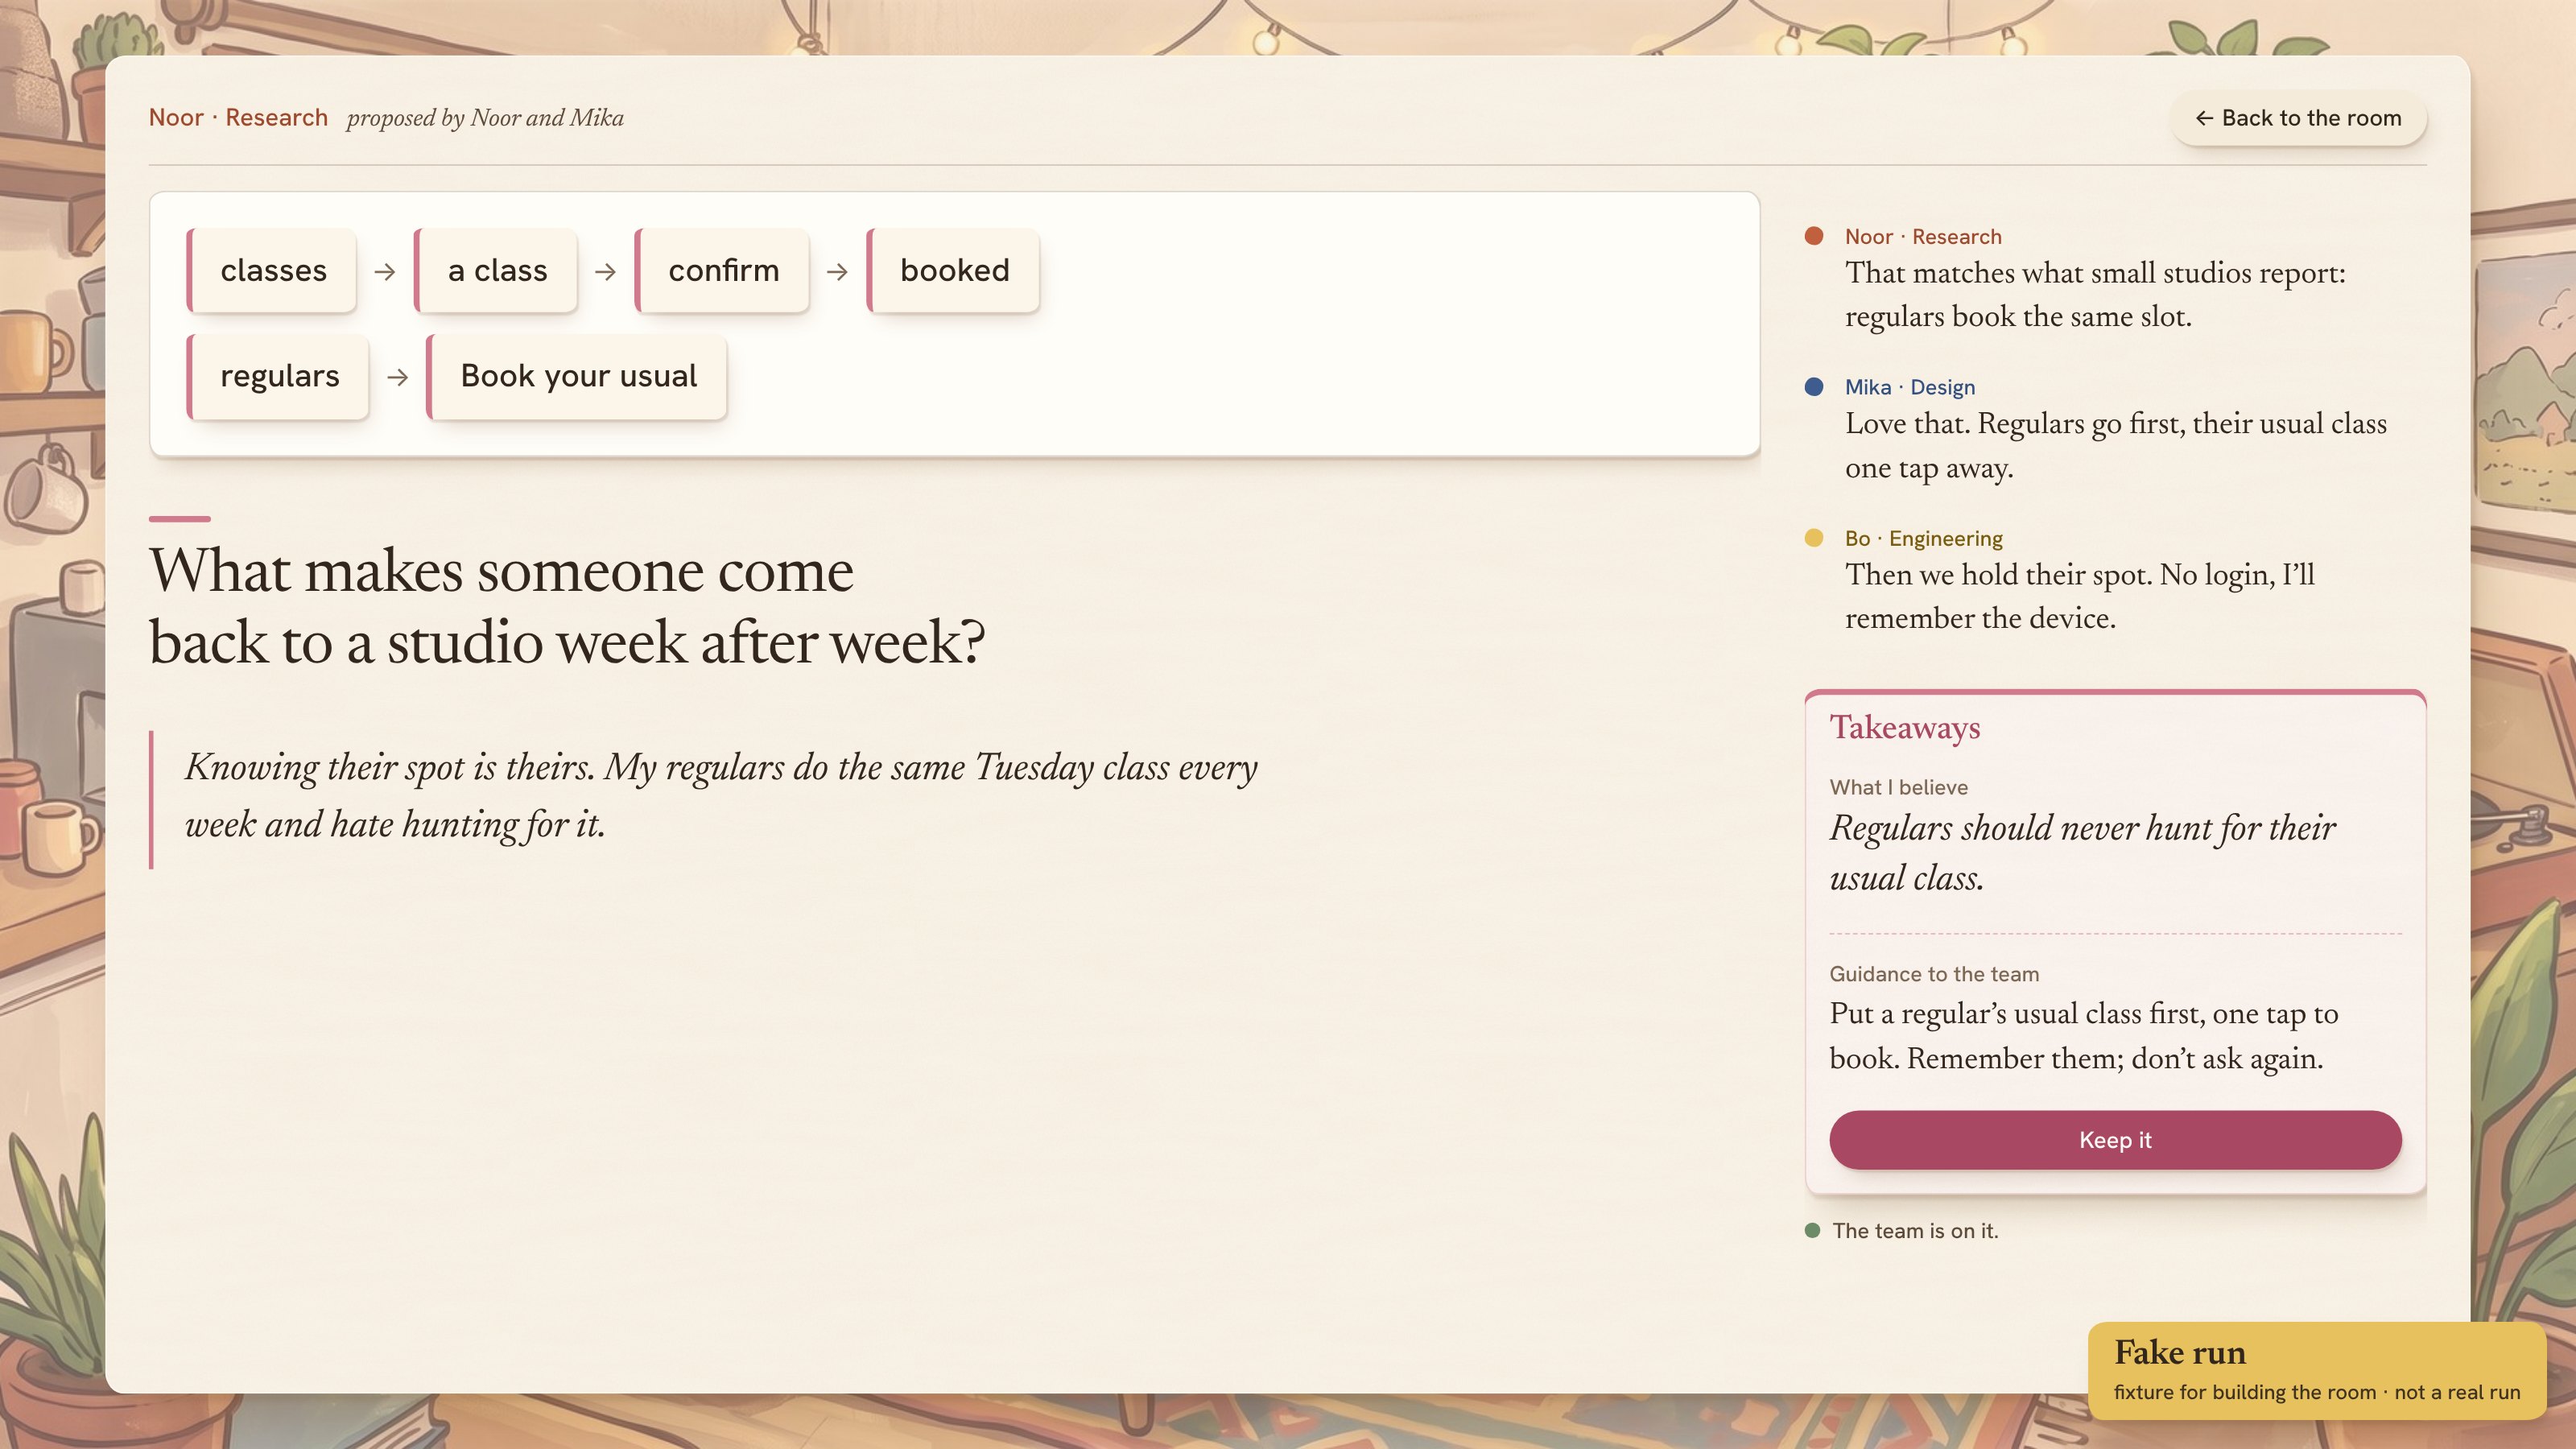 Noor · Research proposed by Noor and Mika
← Back to the room
classes → a class → confirm → booked
regulars → Book your usual
What makes someone come
back to a studio week after week?
Knowing their spot is theirs. My regulars do the same Tuesday class every
week and hate hunting for it.
Noor · Research
That matches what small studios report:
regulars book the same slot.
Mika · Design
Love that. Regulars go first, their usual class
one tap away.
Bo · Engineering
Then we hold their spot. No login, I’ll
remember the device.
Takeaways
What I believe
Regulars should never hunt for their
usual class.
Guidance to the team
Put a regular’s usual class first, one tap to
book. Remember them; don’t ask again.
Keep it
The team is on it.
Fake run
fixture for building the room · not a real run